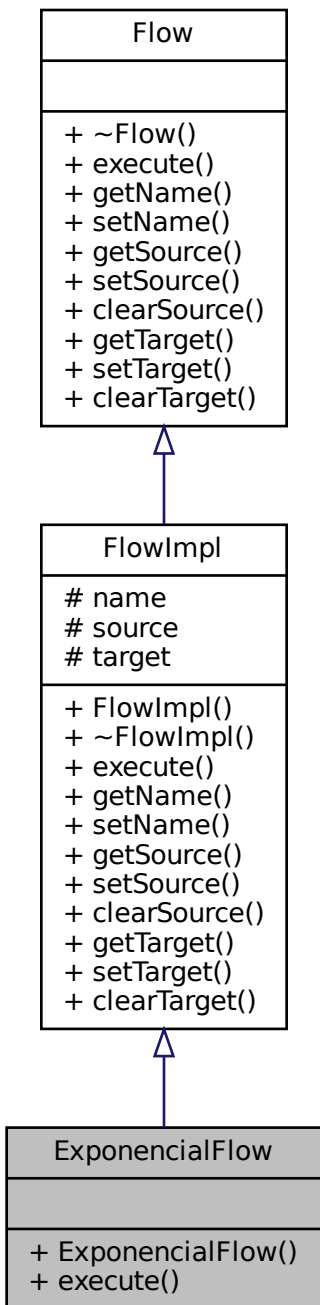 Flow
+ ~Flow()
+ execute()
+ getName()
+ setName()
+ getSource()
+ setSource()
+ clearSource()
+ getTarget()
+ setTarget()
+ clearTarget()
FlowImpl
# name
# source
# target
+ FlowImpl()
+ ~FlowImpl()
+ execute()
+ getName()
+ setName()
+ getSource()
+ setSource()
+ clearSource()
+ getTarget()
+ setTarget()
+ clearTarget()
ExponencialFlow
+ ExponencialFlow()
+ execute()